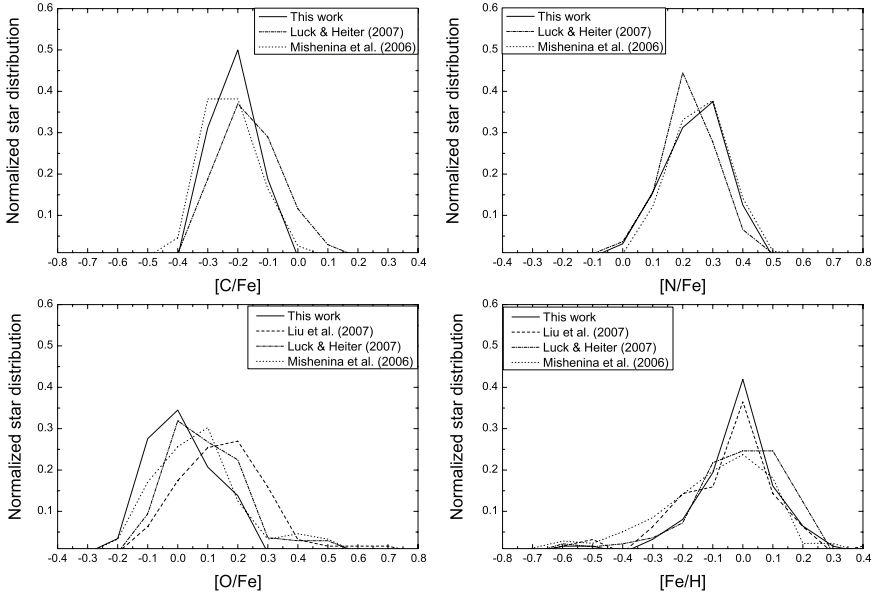 0.6
0.5
0.4
0.3
0.2
0.1
Normalized star distribution
This work
Luck & Heiter (2007)
Mishenina et al. (2006)
-0.8 -0.7 -0.6 -0.5 -0.4 -0.3 -0.2 -0.1 0.0 0.1 0.2 0.3 0.4
[C/Fe]
0.6
0.5
0.4
0.3
0.2
0.1
Normalized star distribution
This work
Luck & Heiter (2007)
Mishenina et al. (2006)
-0.4 -0.3 -0.2 -0.1 0.0 0.1 0.2 0.3 0.4 0.5 0.6 0.7 0.8
[N/Fe]
0.6
0.5
0.4
0.3
0.2
0.1
Normalized star distribution
This work
Liu et al. (2007)
Luck & Heiter (2007)
Mishenina et al. (2006)
-0.4 -0.3 -0.2 -0.1 0.0 0.1 0.2 0.3 0.4 0.5 0.6 0.7 0.8
[O/Fe]
0.6
0.5
0.4
0.3
0.2
0.1
Normalized star distribution
This work
Liu et al. (2007)
Luck & Heiter (2007)
Mishenina et al. (2006)
-0.8 -0.7 -0.6 -0.5 -0.4 -0.3 -0.2 -0.1 0.0 0.1 0.2 0.3 0.4
[Fe/H]